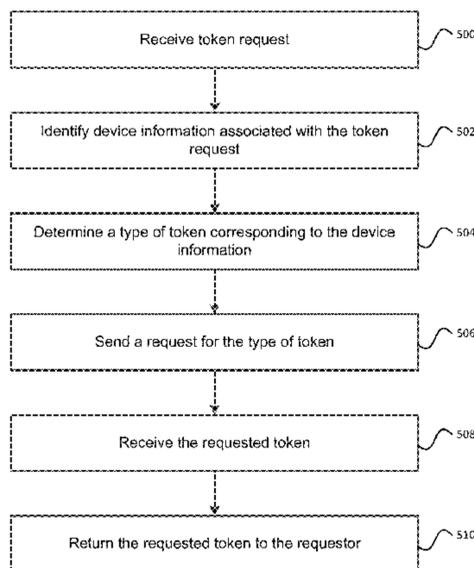 Receive token request
500
Identify device information associated with the token
request
502
Determine a type of token corresponding to the device
information
504
Send a request for the type of token
506
Receive the requested token
508
Return the requested token to the requestor
510